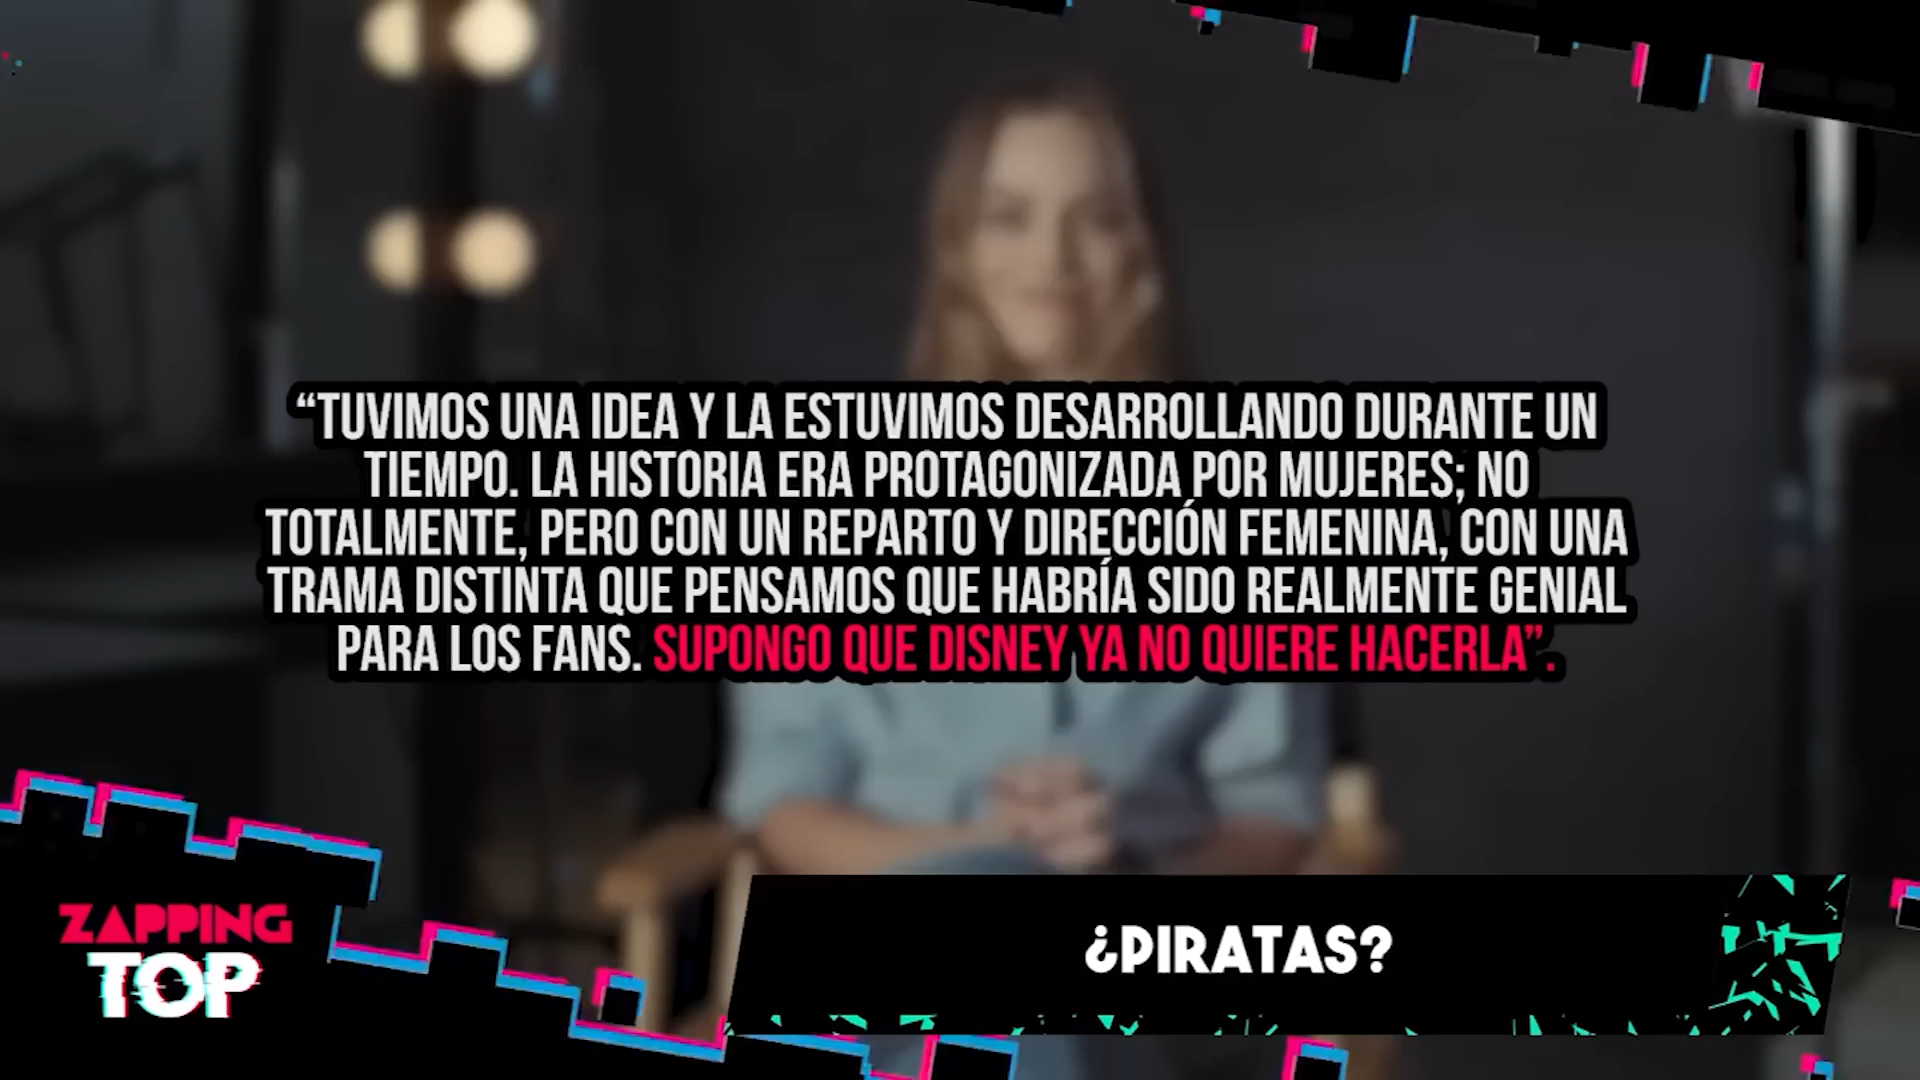 “TUVIMOS UNA IDEA Y LA ESTUVIMOS DESARROLLANDO DURANTE UN
TIEMPO. LA HISTORIA ERA PROTAGONIZADA POR MUJERES; NO
TOTALMENTE, PERO CON UN REPARTO Y DIRECCIÓN FEMENINA, CON UNA
TRAMA DISTINTA QUE PENSAMOS QUE HABRÍA SIDO REALMENTE GENIAL
PARA LOS FANS. SUPONGO QUE DISNEY YA NO QUIERE HACERLA”.
ZAPPING
TOP
¿PIRATAS?